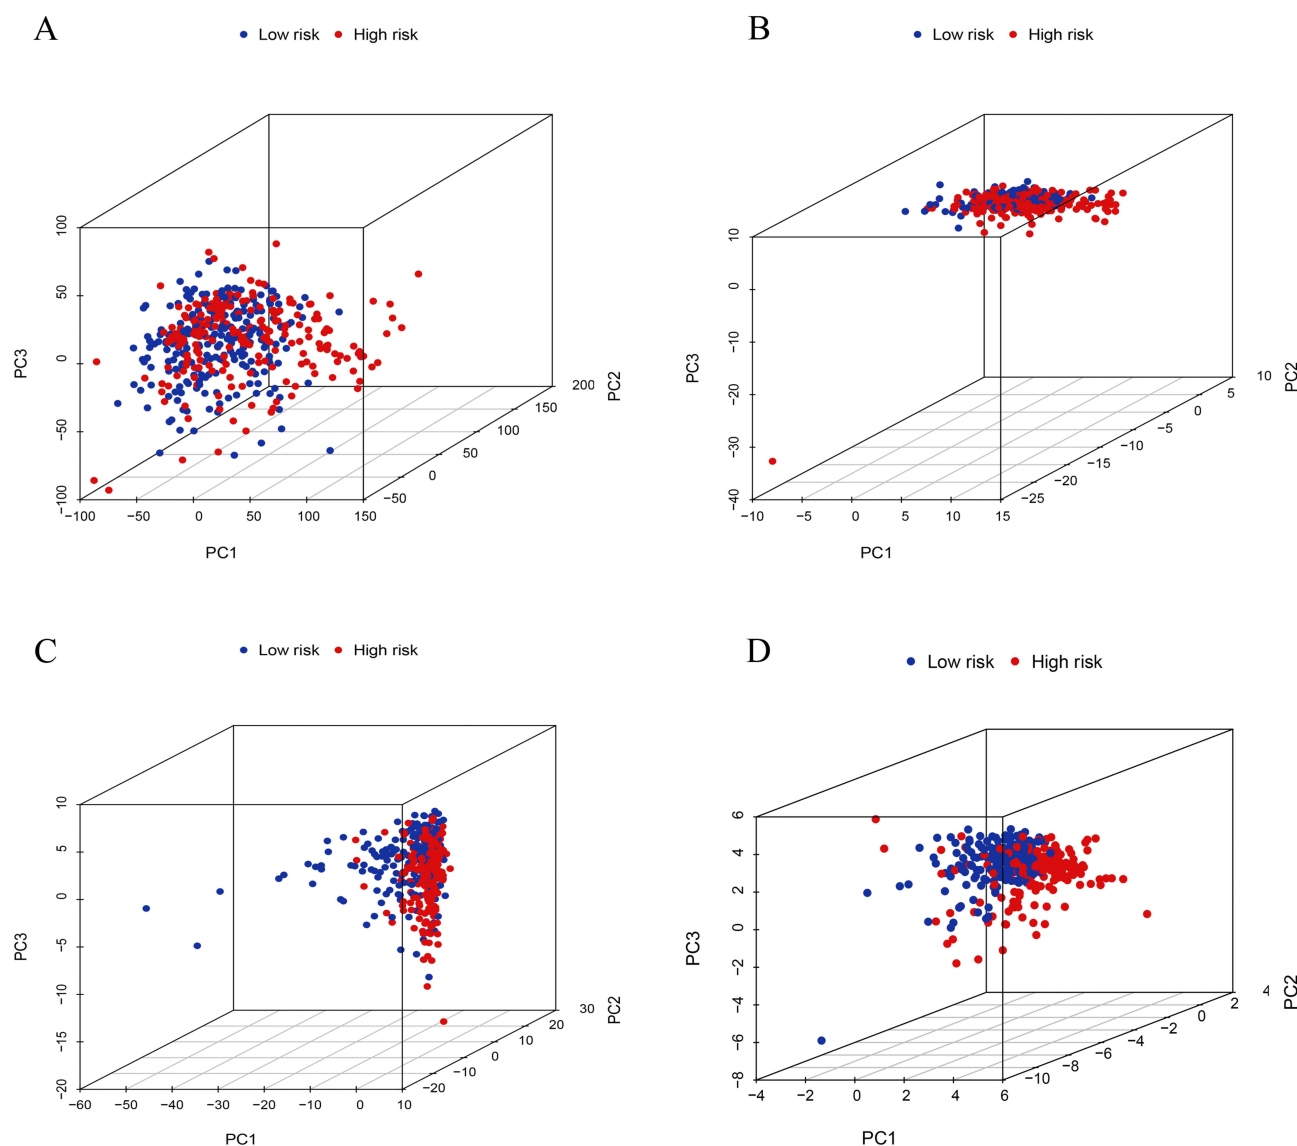 A
Low risk High risk
100
50
0
−50
−100
PC3
−100 0 50 100 150
PC1
−50
0
50
100
150
200
PC2
B
Low risk High risk
10
0
−10
−20
−30
−40
PC3
−10 −5 0 5 10 15
PC1
−25
−20
−15
−10
−5
0
5
10
PC2
C
Low risk High risk
10
5
0
−5
−10
−15
−20
PC3
−60 −50 −40 −30 −20 −10 0 10
PC1
−20
−10
0
10
20
30
PC2
D
Low risk High risk
6
4
2
0
−2
−4
−6
−8
PC3
−4 −2 0 2 4 6
PC1
−10
−8
−6
−4
−2
0
2
4
PC2